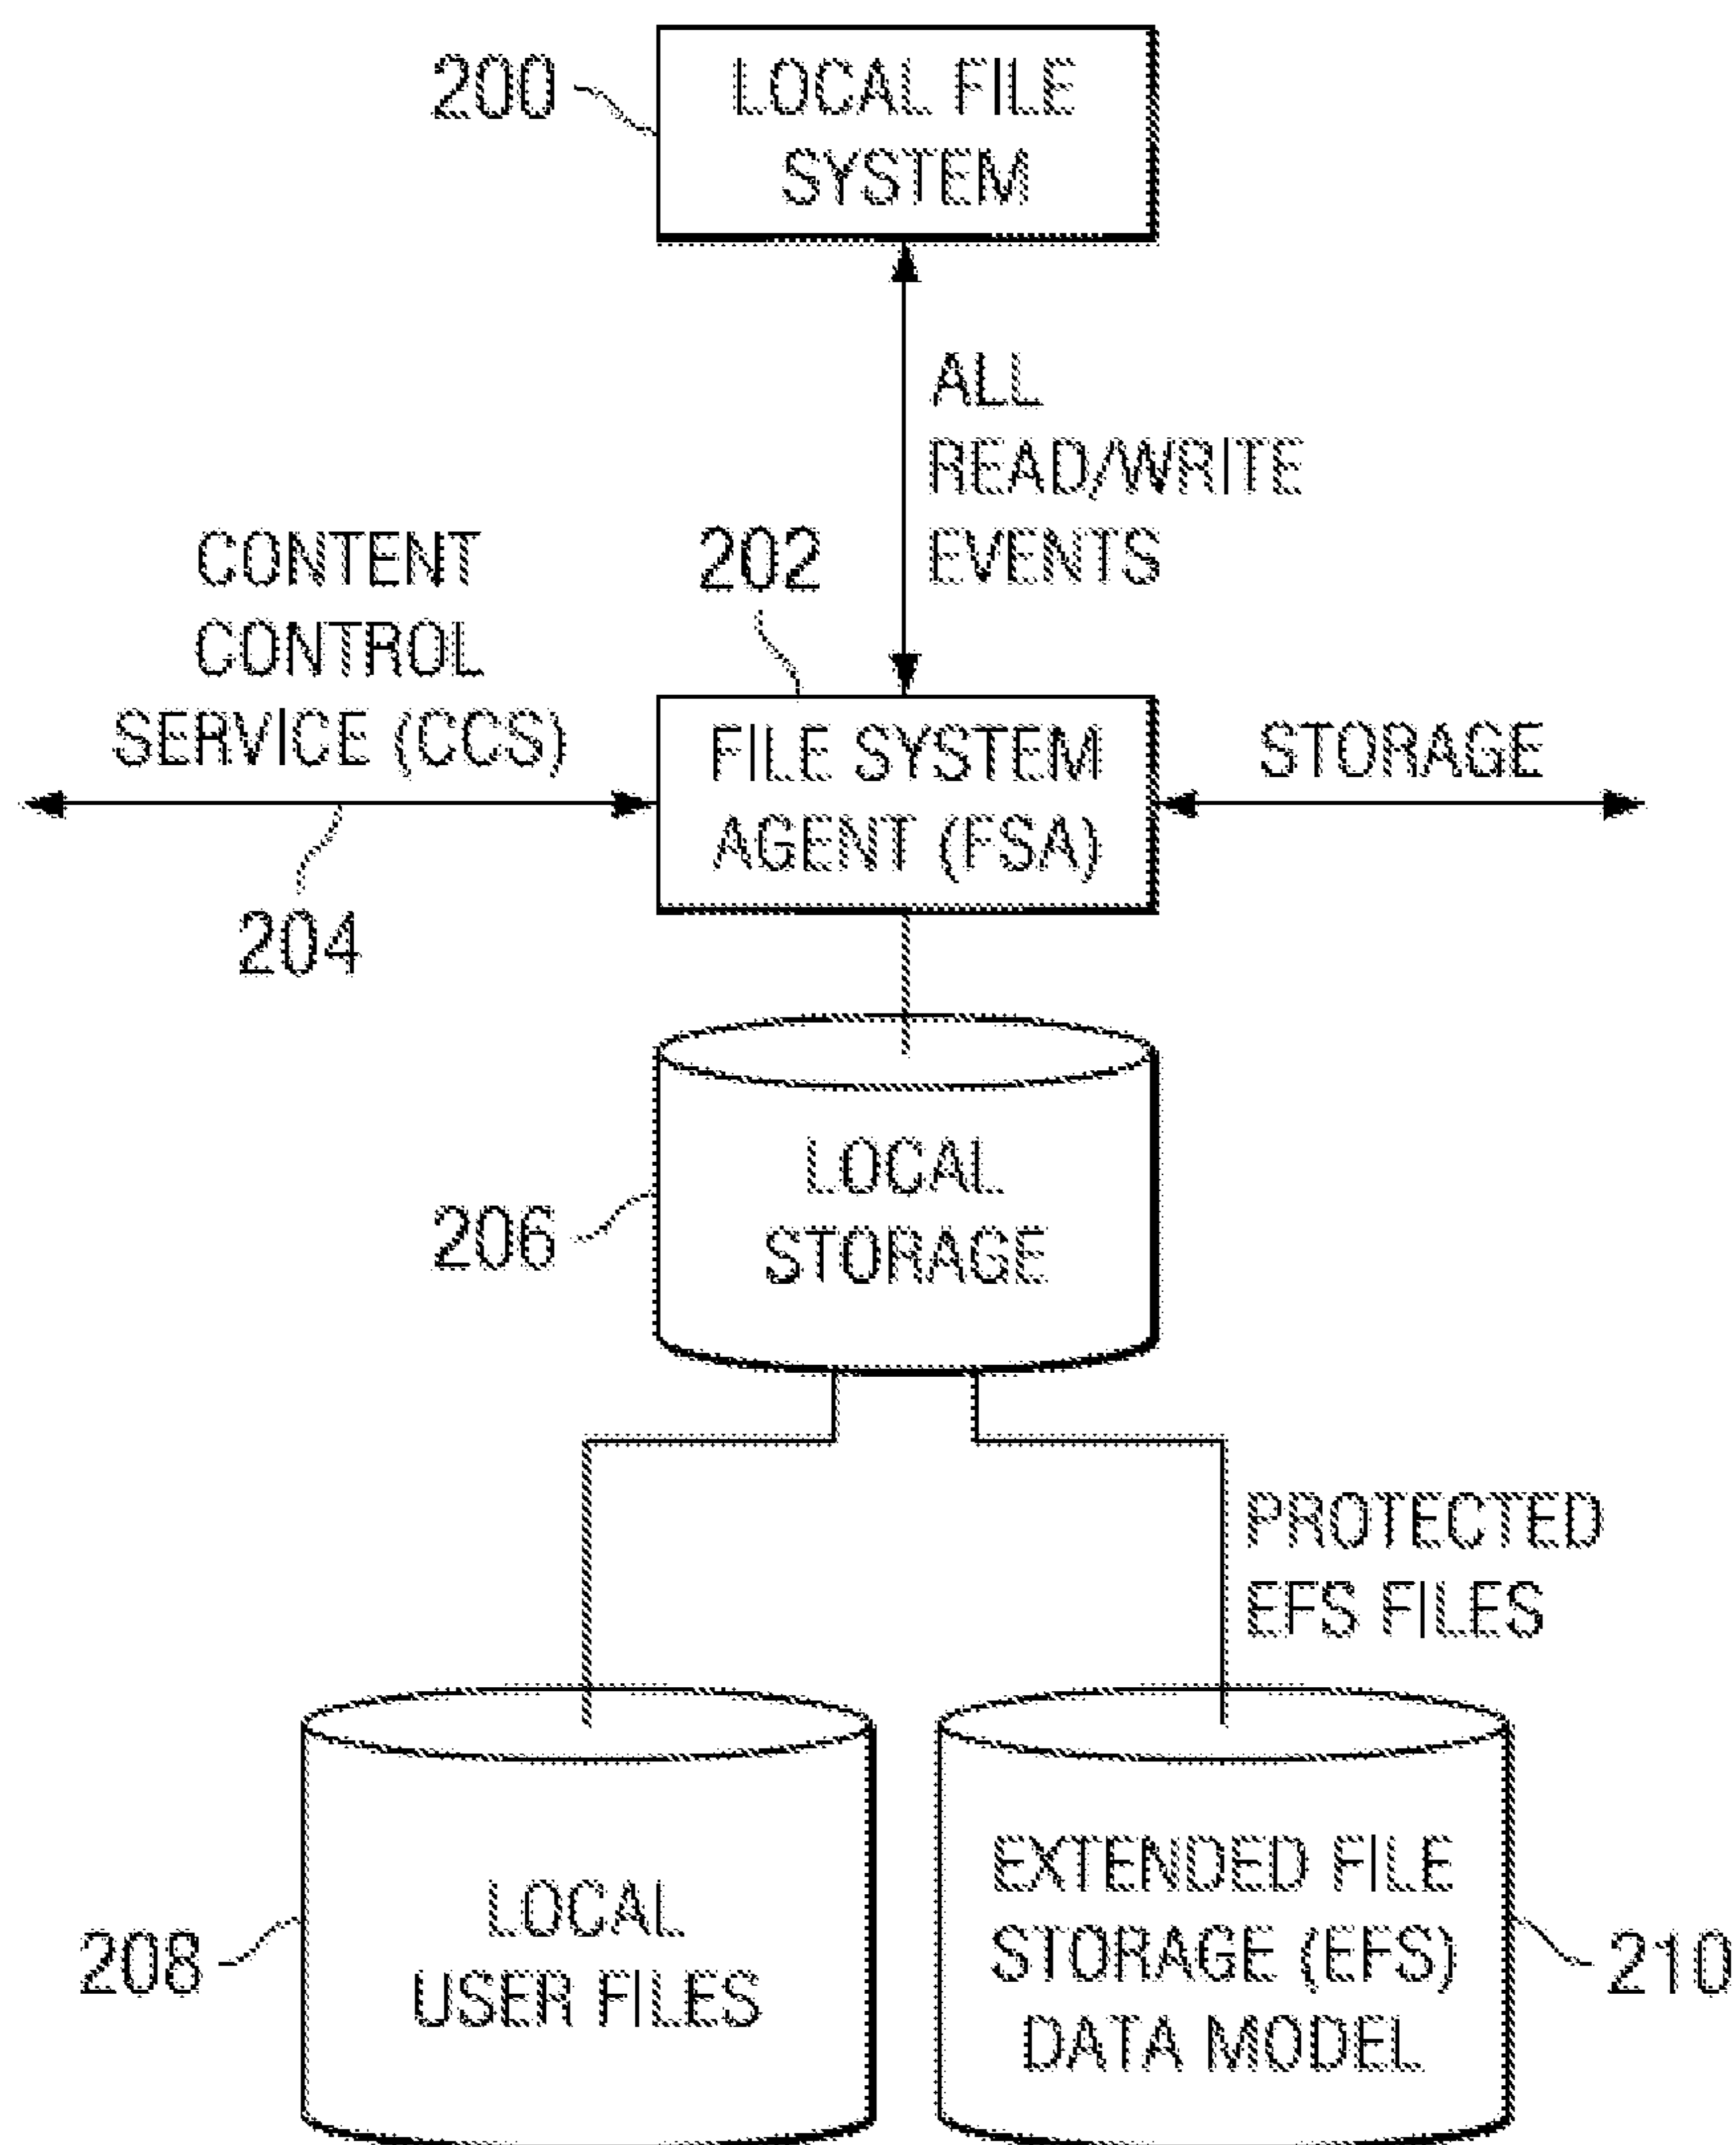 200
LOCAL FILE
SYSTEM
ALL
READ/WRITE
EVENTS
CONTENT
CONTROL
SERVICE (CCS)
202
FILE SYSTEM
AGENT (FSA)
STORAGE
204
LOCAL
STORAGE
206
PROTECTED
EFS FILES
LOCAL
USER FILES
208
EXTENDED FILE
STORAGE (EFS)
DATA MODEL
210